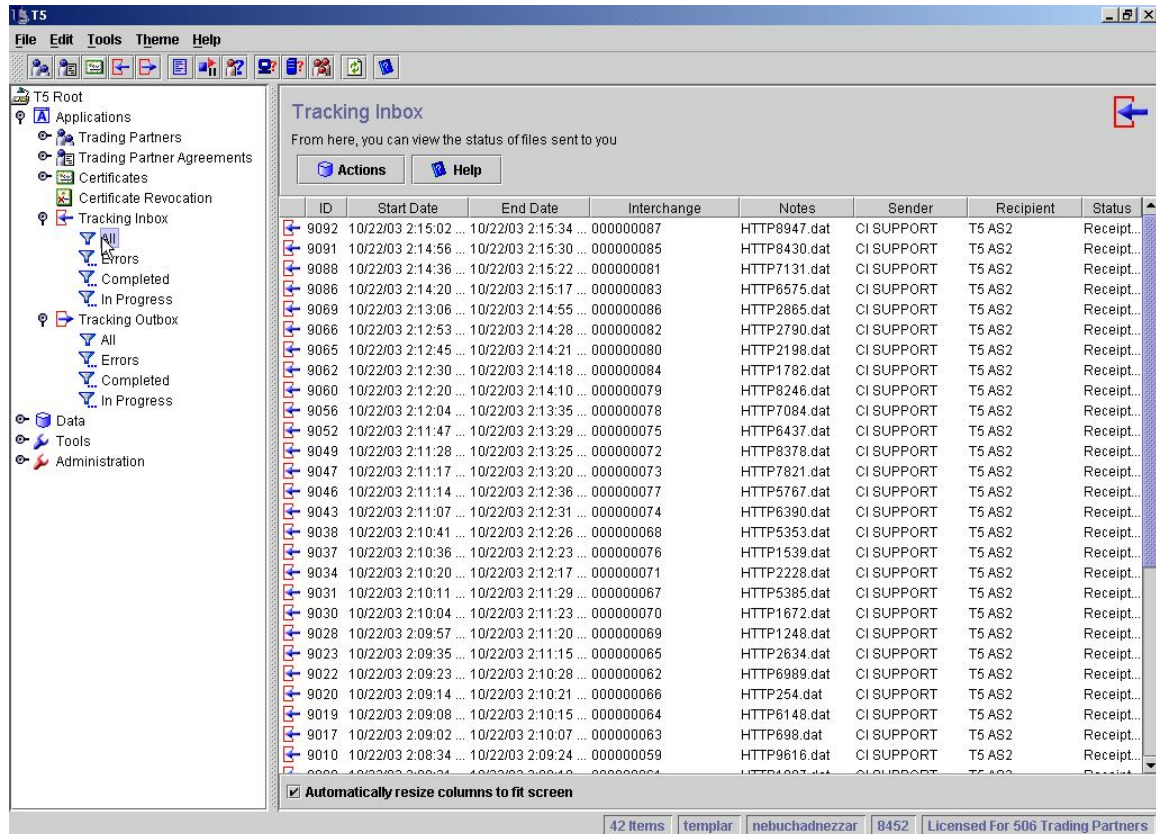 T5
File Edit Tools Theme Help
T5 Root
Applications
Trading Partners
Trading Partner Agreements
Certificates
Certificate Revocation
Tracking Inbox
All
Errors
Completed
In Progress
Tracking Outbox
All
Errors
Completed
In Progress
Data
Tools
Administration
Tracking Inbox
From here, you can view the status of files sent to you
Actions Help
ID Start Date End Date Interchange Notes Sender Recipient Status
9092 10/22/03 2:15:02 ... 10/22/03 2:15:34 ... 000000087 HTTP8947.dat CI SUPPORT T5 AS2 Receipt...
9091 10/22/03 2:14:56 ... 10/22/03 2:15:30 ... 000000085 HTTP8430.dat CI SUPPORT T5 AS2 Receipt...
9088 10/22/03 2:14:36 ... 10/22/03 2:15:22 ... 000000081 HTTP7131.dat CI SUPPORT T5 AS2 Receipt...
9086 10/22/03 2:14:20 ... 10/22/03 2:15:17 ... 000000083 HTTP6575.dat CI SUPPORT T5 AS2 Receipt...
9069 10/22/03 2:13:06 ... 10/22/03 2:14:55 ... 000000086 HTTP2865.dat CI SUPPORT T5 AS2 Receipt...
9066 10/22/03 2:12:53 ... 10/22/03 2:14:28 ... 000000082 HTTP2790.dat CI SUPPORT T5 AS2 Receipt...
9065 10/22/03 2:12:45 ... 10/22/03 2:14:21 ... 000000080 HTTP2198.dat CI SUPPORT T5 AS2 Receipt...
9062 10/22/03 2:12:30 ... 10/22/03 2:14:18 ... 000000084 HTTP1782.dat CI SUPPORT T5 AS2 Receipt...
9060 10/22/03 2:12:20 ... 10/22/03 2:14:10 ... 000000079 HTTP8246.dat CI SUPPORT T5 AS2 Receipt...
9056 10/22/03 2:12:04 ... 10/22/03 2:13:35 ... 000000078 HTTP7084.dat CI SUPPORT T5 AS2 Receipt...
9052 10/22/03 2:11:47 ... 10/22/03 2:13:29 ... 000000075 HTTP6437.dat CI SUPPORT T5 AS2 Receipt...
9049 10/22/03 2:11:28 ... 10/22/03 2:13:25 ... 000000072 HTTP8378.dat CI SUPPORT T5 AS2 Receipt...
9047 10/22/03 2:11:17 ... 10/22/03 2:13:20 ... 000000073 HTTP7821.dat CI SUPPORT T5 AS2 Receipt...
9046 10/22/03 2:11:14 ... 10/22/03 2:12:36 ... 000000077 HTTP5767.dat CI SUPPORT T5 AS2 Receipt...
9043 10/22/03 2:11:07 ... 10/22/03 2:12:31 ... 000000074 HTTP6390.dat CI SUPPORT T5 AS2 Receipt...
9038 10/22/03 2:10:41 ... 10/22/03 2:12:26 ... 000000068 HTTP5353.dat CI SUPPORT T5 AS2 Receipt...
9037 10/22/03 2:10:36 ... 10/22/03 2:12:23 ... 000000076 HTTP1539.dat CI SUPPORT T5 AS2 Receipt...
9034 10/22/03 2:10:20 ... 10/22/03 2:12:17 ... 000000071 HTTP2228.dat CI SUPPORT T5 AS2 Receipt...
9031 10/22/03 2:10:11 ... 10/22/03 2:11:29 ... 000000067 HTTP5385.dat CI SUPPORT T5 AS2 Receipt...
9030 10/22/03 2:10:04 ... 10/22/03 2:11:23 ... 000000070 HTTP1672.dat CI SUPPORT T5 AS2 Receipt...
9028 10/22/03 2:09:57 ... 10/22/03 2:11:20 ... 000000069 HTTP1248.dat CI SUPPORT T5 AS2 Receipt...
9023 10/22/03 2:09:35 ... 10/22/03 2:11:15 ... 000000065 HTTP2634.dat CI SUPPORT T5 AS2 Receipt...
9022 10/22/03 2:09:23 ... 10/22/03 2:10:28 ... 000000062 HTTP6989.dat CI SUPPORT T5 AS2 Receipt...
9020 10/22/03 2:09:14 ... 10/22/03 2:10:21 ... 000000066 HTTP254.dat CI SUPPORT T5 AS2 Receipt...
9019 10/22/03 2:09:08 ... 10/22/03 2:10:15 ... 000000064 HTTP6148.dat CI SUPPORT T5 AS2 Receipt...
9017 10/22/03 2:09:02 ... 10/22/03 2:10:07 ... 000000063 HTTP698.dat CI SUPPORT T5 AS2 Receipt...
9010 10/22/03 2:08:34 ... 10/22/03 2:09:24 ... 000000059 HTTP9616.dat CI SUPPORT T5 AS2 Receipt...
Automatically resize columns to fit screen
42 Items templar nebuchadnezzar 8452 Licensed For 506 Trading Partners